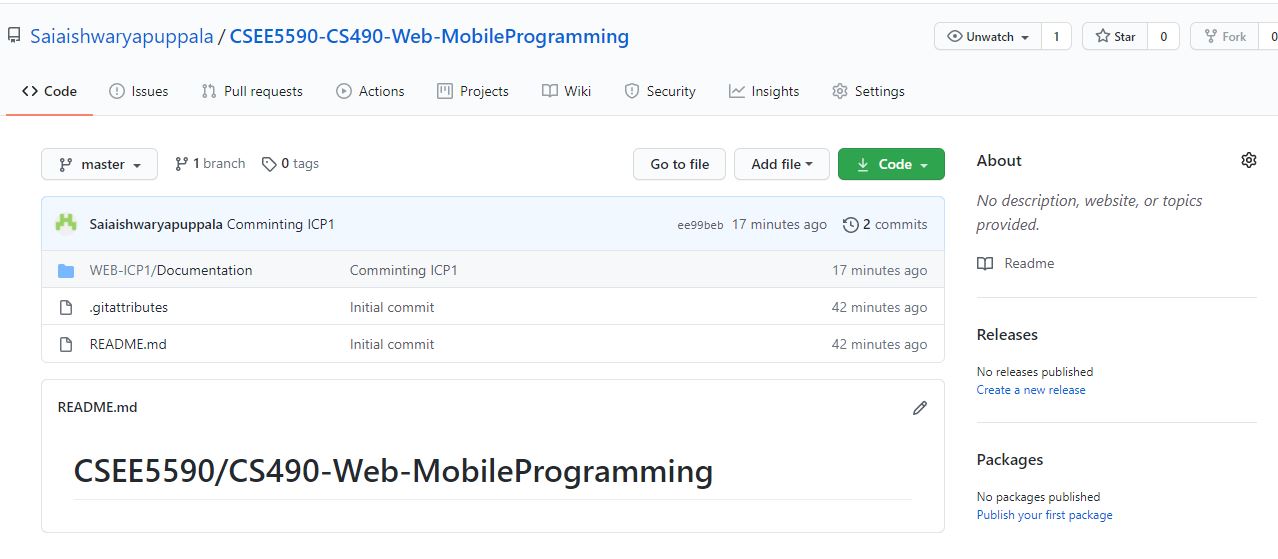 Saiaishwaryapuppala / CSEE5590-CS490-Web-MobileProgramming
Unwatch 1 Star 0 Fork 0
Code Issues Pull requests Actions Projects Wiki Security Insights Settings
master 1 branch 0 tags Go to file Add file Code
Saiaishwaryapuppala Comminting ICP1 ee99beb 17 minutes ago 2 commits
WEB-ICP1/Documentation Comminting ICP1 17 minutes ago
.gitattributes Initial commit 42 minutes ago
README.md Initial commit 42 minutes ago
README.md
CSEE5590/CS490-Web-MobileProgramming
About
No description, website, or topics
provided.
Readme
Releases
No releases published
Create a new release
Packages
No packages published
Publish your first package